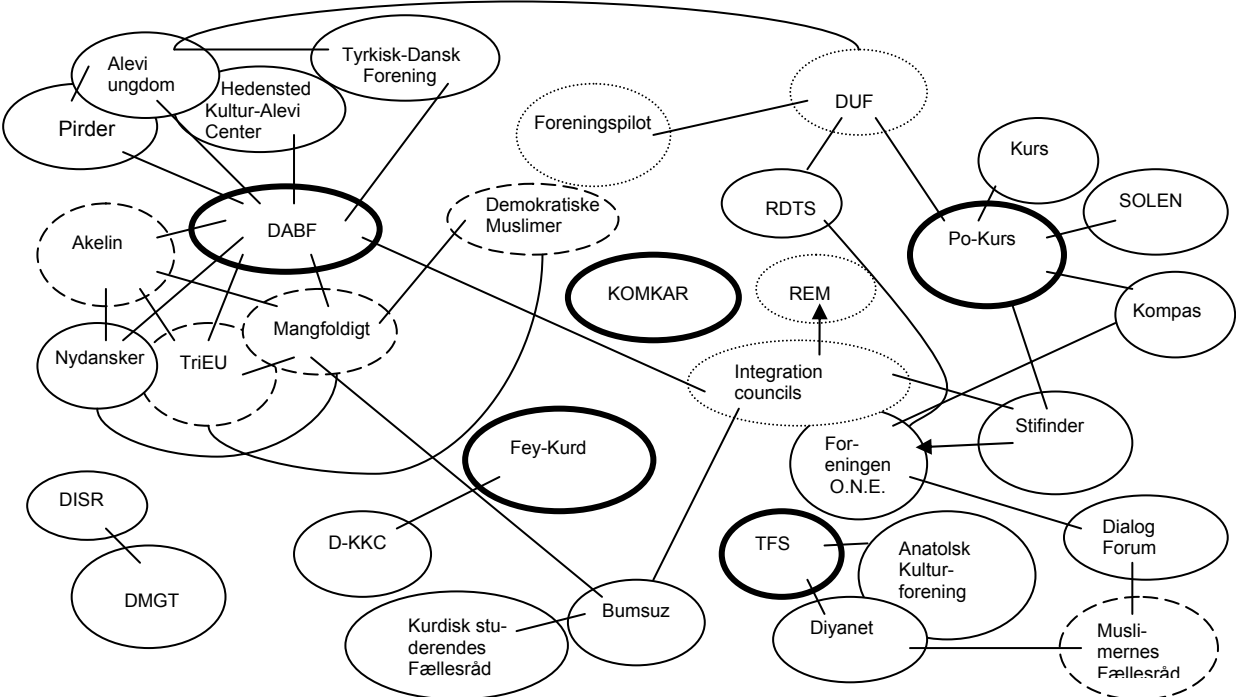 Alevi
ungdom
Tyrkisk-Dansk
Forening
Hedensted
Kultur-Alevi
Center
Pirder
DUF
Foreningspilot
Kurs
RDTS
SOLEN
Demokratiske
Muslimer
DABF
Akelin
Po-Kurs
KOMKAR
REM
Kompas
Mangfoldigt
Nydansker
TriEU
Integration
councils
Stifinder
Fey-Kurd
For-
eningen
O.N.E.
DISR
D-KKC
TFS
Anatolsk
Kultur-
forening
Dialog
Forum
DMGT
Bumsuz
Kurdisk stu-
derendes
Fællesråd
Diyanet
Musli-
mernes
Fællesråd